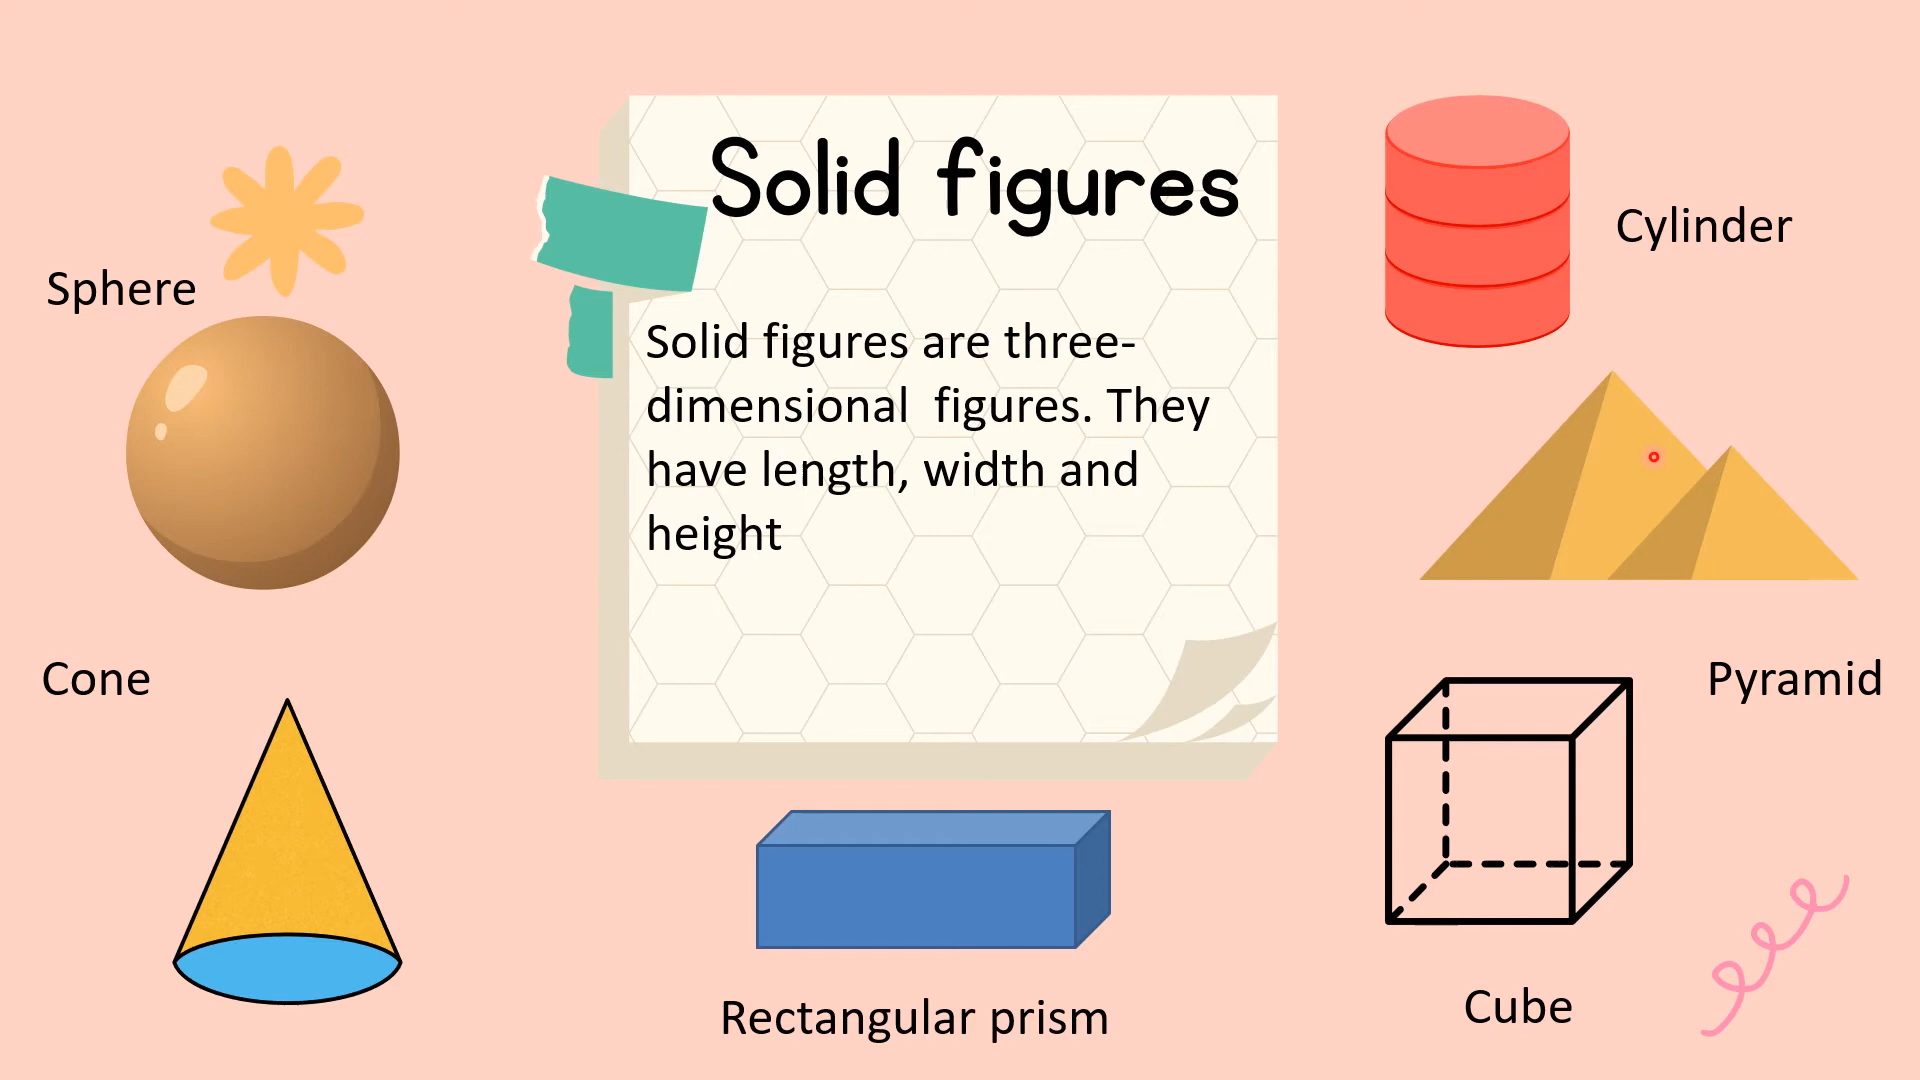 Solid figures
Solid figures are three-
dimensional  figures. They
have length, width and
height
Sphere
Cylinder
Cone
Pyramid
Rectangular prism
Cube